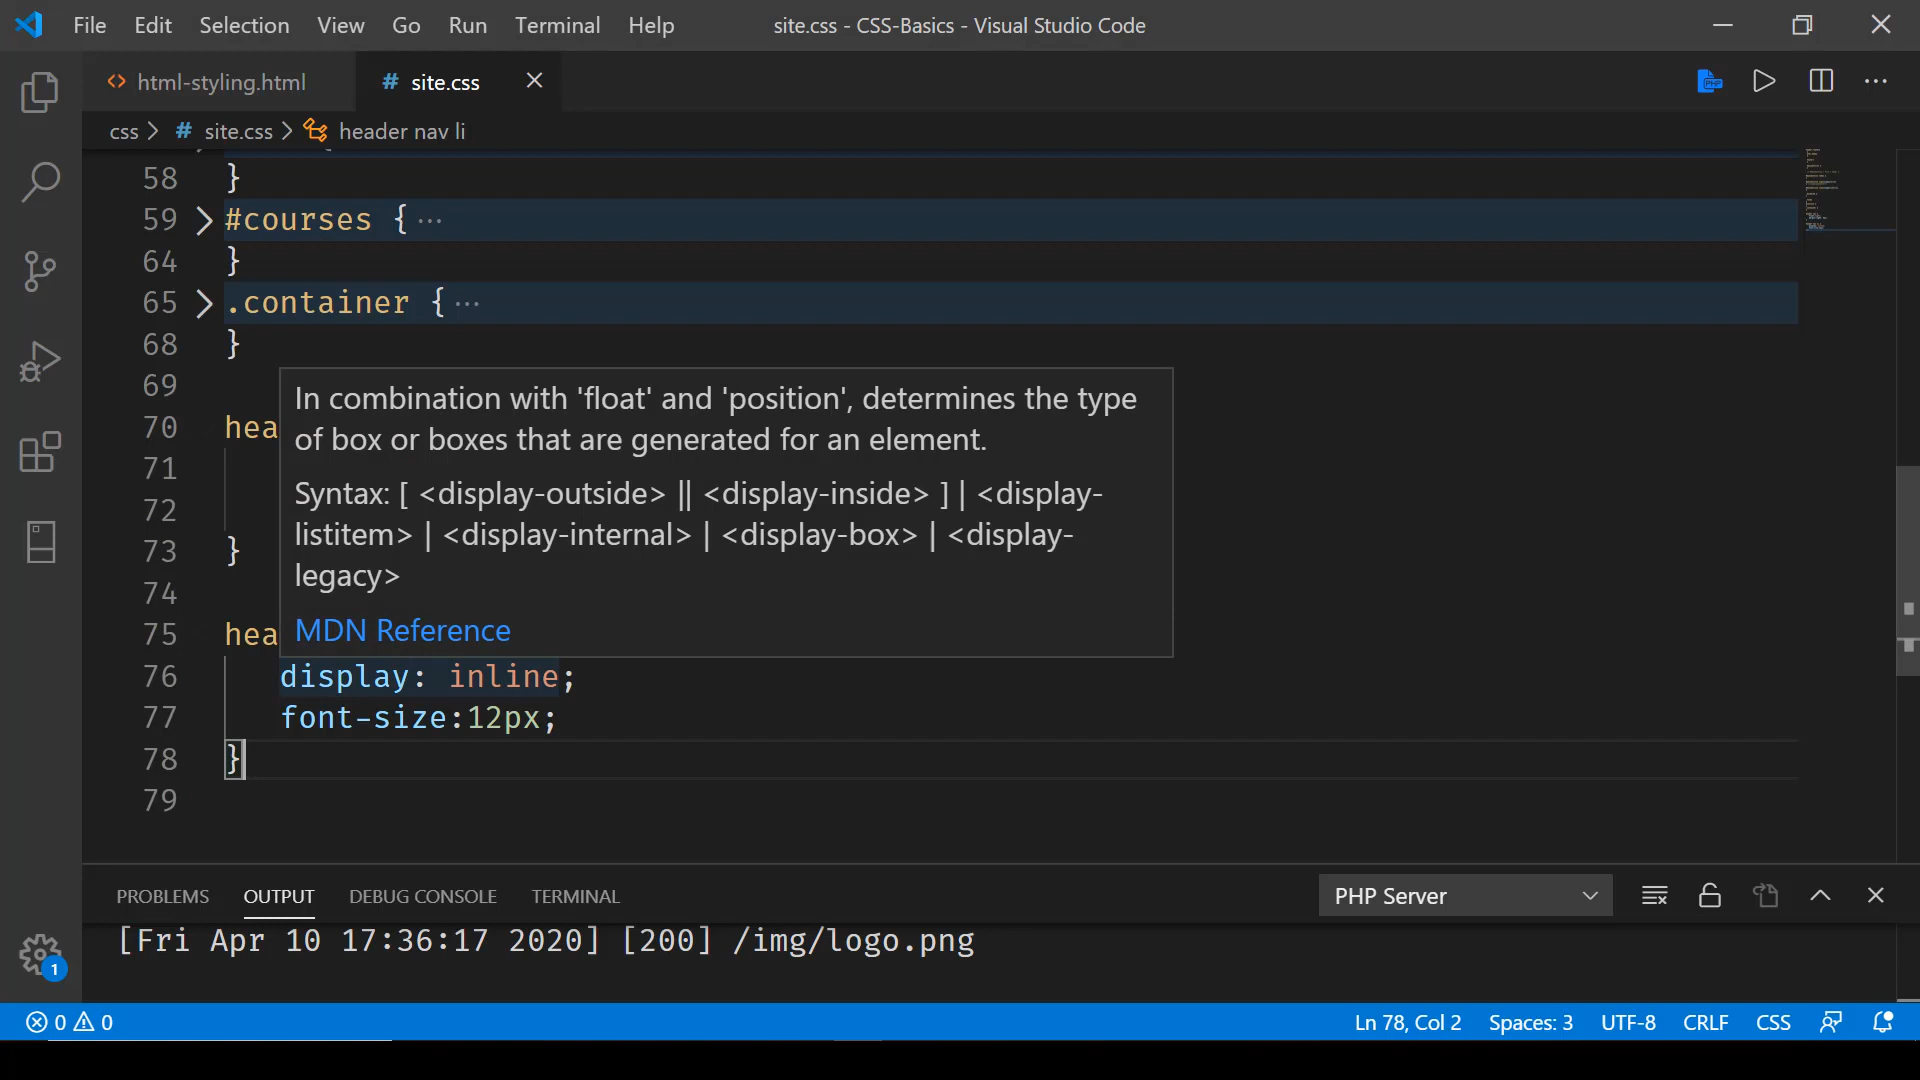 File Edit Selection View Go Run Terminal Help site.css - CSS-Basics - Visual Studio Code
<> html-styling.html # site.css
css > # site.css > header nav li
58 }
59 #courses { ...
64 }
65 .container { ...
68 }
69
70 hea
71
72
73 }
74
75 hea
In combination with 'float' and 'position', determines the type
of box or boxes that are generated for an element.
Syntax: [ <display-outside> || <display-inside> ] | <display-
listitem> | <display-internal> | <display-box> | <display-
legacy>
MDN Reference
76 display: inline;
77 font-size:12px;
78 }
79
PROBLEMS OUTPUT DEBUG CONSOLE TERMINAL PHP Server
[Fri Apr 10 17:36:17 2020] [200] /img/logo.png
1
0 0 Ln 78, Col 2 Spaces: 3 UTF-8 CRLF CSS